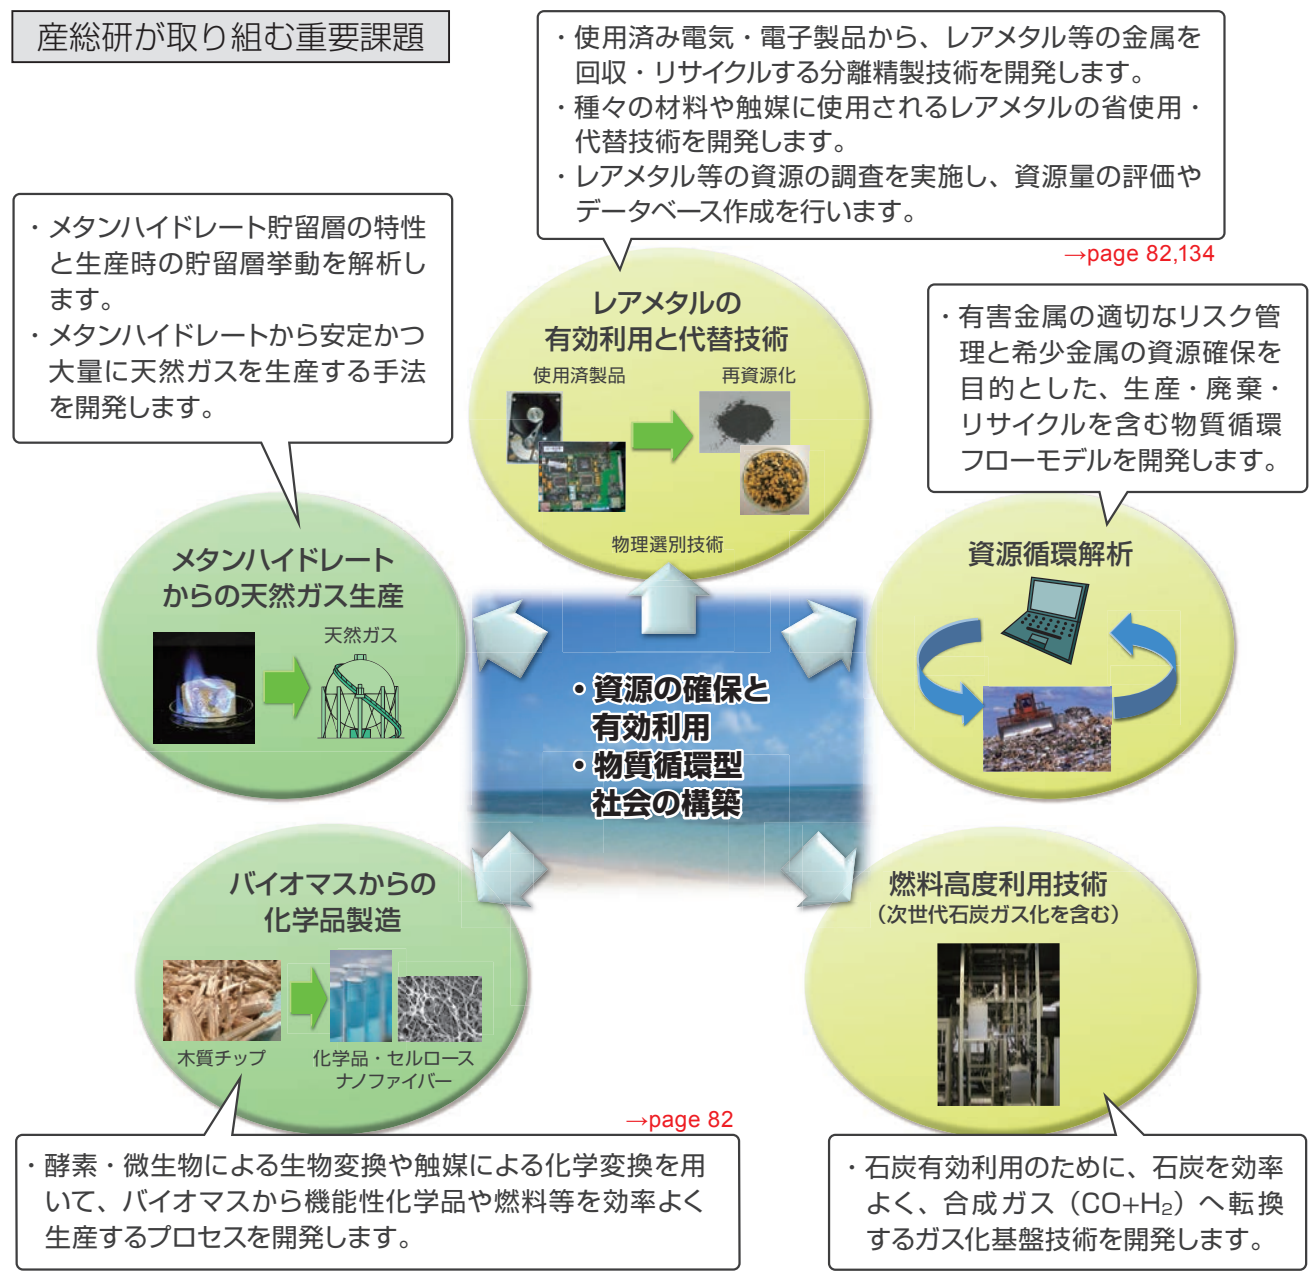 産総研が取り組む重要課題
・使用済み電気・電子製品から、レアメタル等の金属を
回収・リサイクルする分離精製技術を開発します。
・種々の材料や触媒に使用されるレアメタルの省使用・
代替技術を開発します。
・レアメタル等の資源の調査を実施し、資源量の評価や
データベース作成を行います。
→page 82,134
・メタンハイドレート貯留層の特性
と生産時の貯留層挙動を解析し
ます。
・メタンハイドレートから安定かつ
大量に天然ガスを生産する手法
を開発します。
レアメタルの
有効利用と代替技術
使用済製品
再資源化
物理選別技術
・有害金属の適切なリスク管
理と希少金属の資源確保を
目的とした、生産・廃棄・
リサイクルを含む物質循環
フローモデルを開発します。
メタンハイドレート
からの天然ガス生産
天然ガス
資源循環解析
・資源の確保と
有効利用
・物質循環型
社会の構築
バイオマスからの
化学品製造
木質チップ
化学品・セルロース
ナノファイバー
燃料高度利用技術
（次世代石炭ガス化を含む）
→page 82
・酵素・微生物による生物変換や触媒による化学変換を用
いて、バイオマスから機能性化学品や燃料等を効率よく
生産するプロセスを開発します。
・石炭有効利用のために、石炭を効率
よく、合成ガス（CO+H₂）へ転換
するガス化基盤技術を開発します。